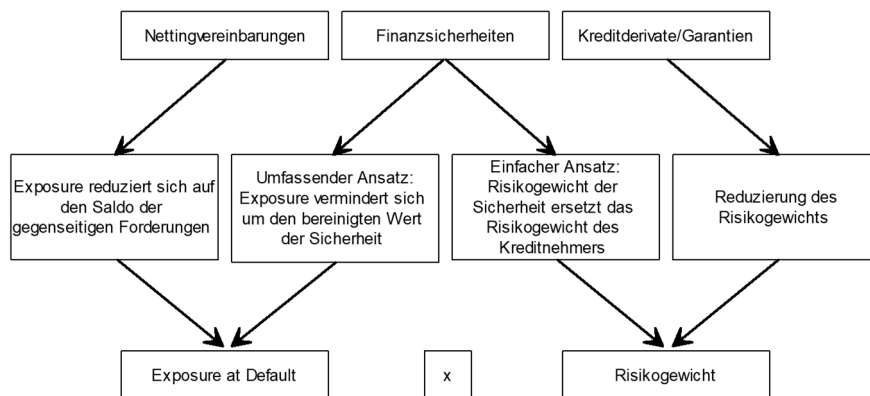 Nettingvereinbarungen
Finanzsicherheiten
Kreditderivate/Garantien
Exposure reduziert sich auf
den Saldo der
gegenseitigen Forderungen
Umfassender Ansatz:
Exposure vermindert sich
um den bereinigten Wert
der Sicherheit
Einfacher Ansatz:
Risikogewicht der
Sicherheit ersetzt das
Risikogewicht des
Kreditnehmers
Reduzierung des
Risikogewichts
Exposure at Default
x
Risikogewicht